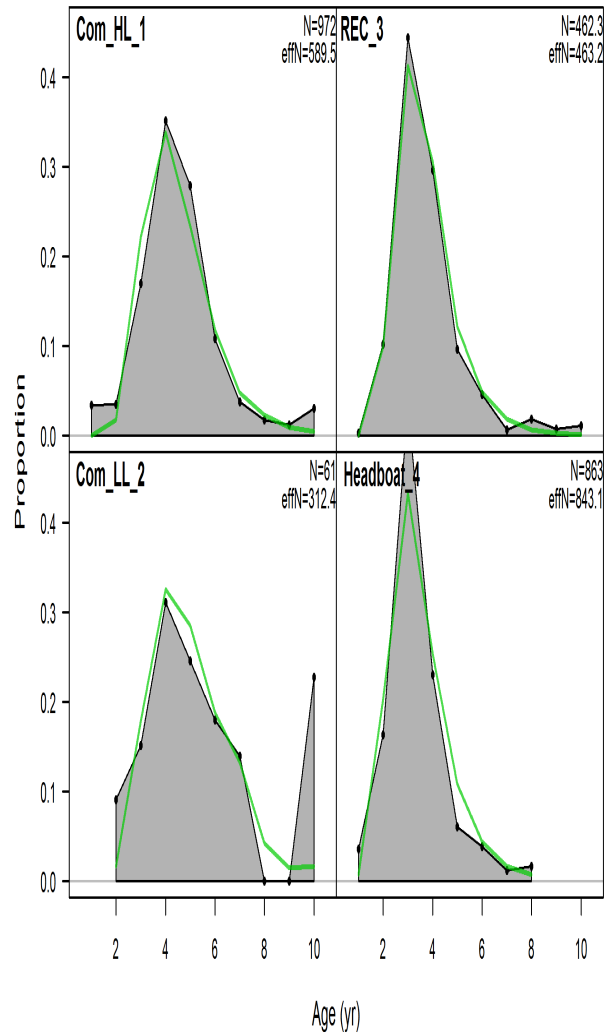 Com_HL_1
N=972
effN=589.5
REC_3
N=462.3
effN=463.2
0.4
0.3
0.2
0.1
0.0
Com_LL_2
N=61
effN=312.4
Headboat_4
N=863
effN=843.1
0.4
0.3
0.2
0.1
0.0
Proportion
2 4 6 8 10 2 4 6 8 10
Age (yr)